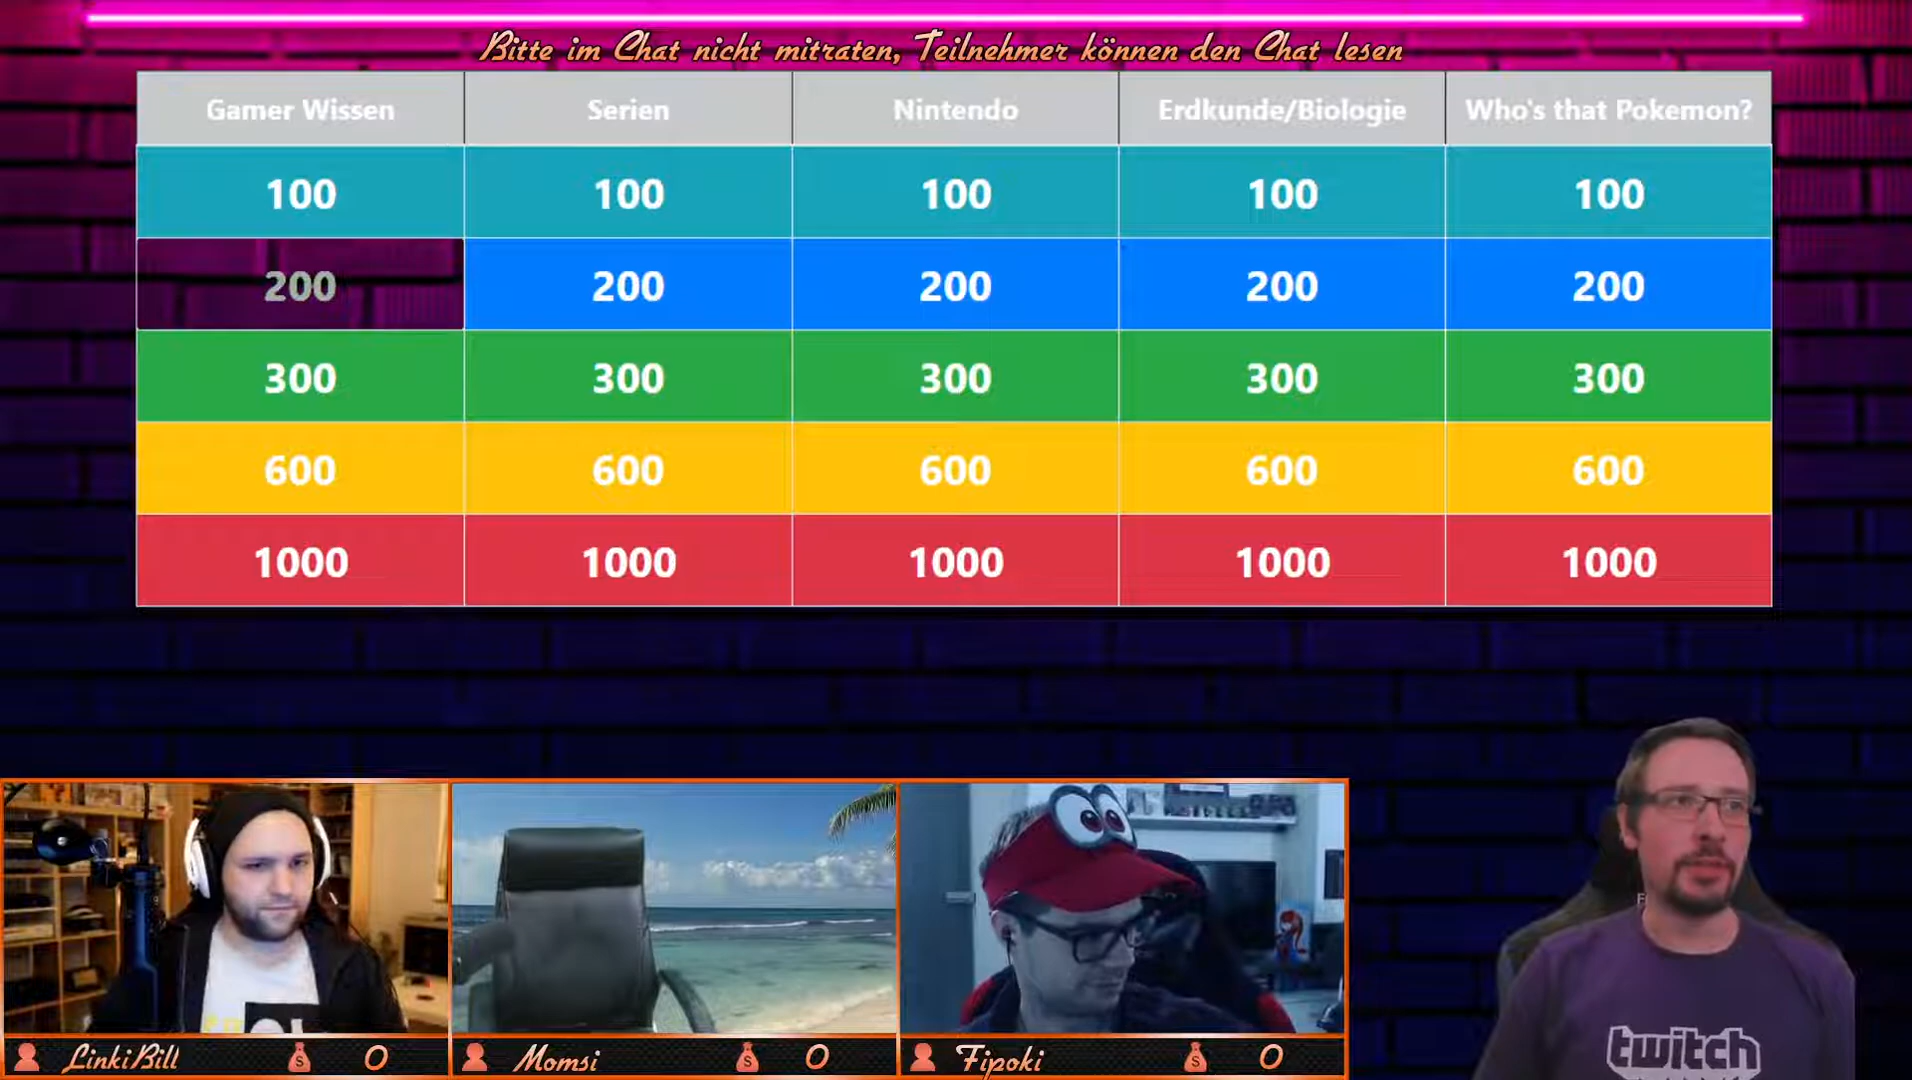 Bitte im Chat nicht mitraten, Teilnehmer können den Chat lesen
Gamer Wissen Serien Nintendo Erdkunde/Biologie Who's that Pokemon?
100 100 100 100 100
200 200 200 200 200
300 300 300 300 300
600 600 600 600 600
1000 1000 1000 1000 1000
twitch
LinkiBill $ 0 Momsi $ 0 Fipoki $ 0